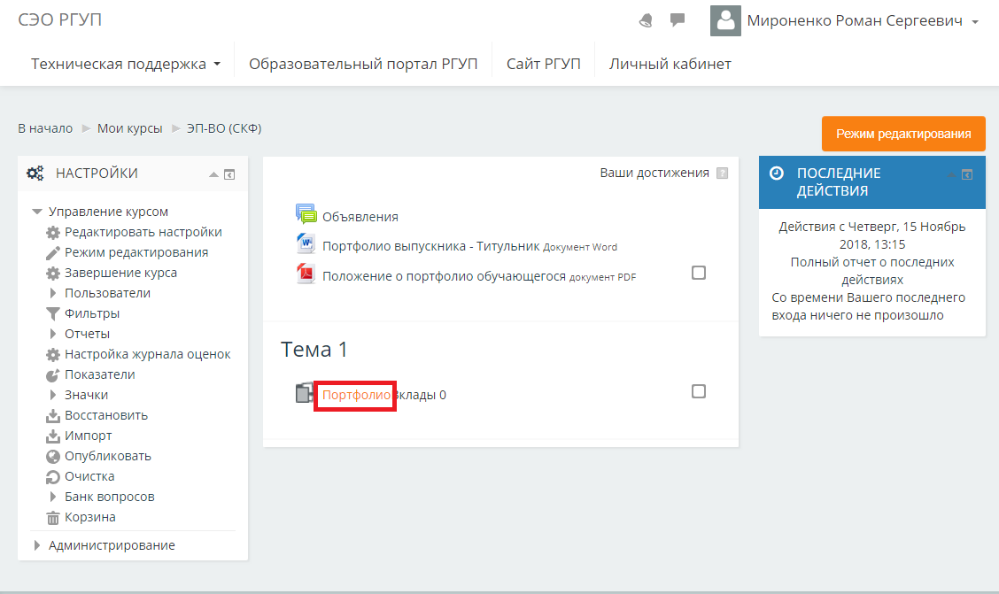 СЭО РГУП
Мироненко Роман Сергеевич
Техническая поддержка
Образовательный портал РГУП
Сайт РГУП
Личный кабинет
В начало
Мои курсы
ЭП-ВО (СКФ)
Режим редактирования
НАСТРОЙКИ
Управление курсом
Редактировать настройки
Режим редактирования
Завершение курса
Пользователи
Фильтры
Отчеты
Настройка журнала оценок
Показатели
Значки
Восстановить
Импорт
Опубликовать
Очистка
Банк вопросов
Корзина
Администрирование
Ваши достижения
Объявления
Портфолио выпускника - Титульник Документ Word
Положение о портфолио обучающегося документ PDF
Тема 1
Портфолио Вклады 0
ПОСЛЕДНИЕ
ДЕЙСТВИЯ
Действия с Четверг, 15 Ноябрь
2018, 13:15
Полный отчет о последних
действиях
Со времени Вашего последнего
входа ничего не произошло